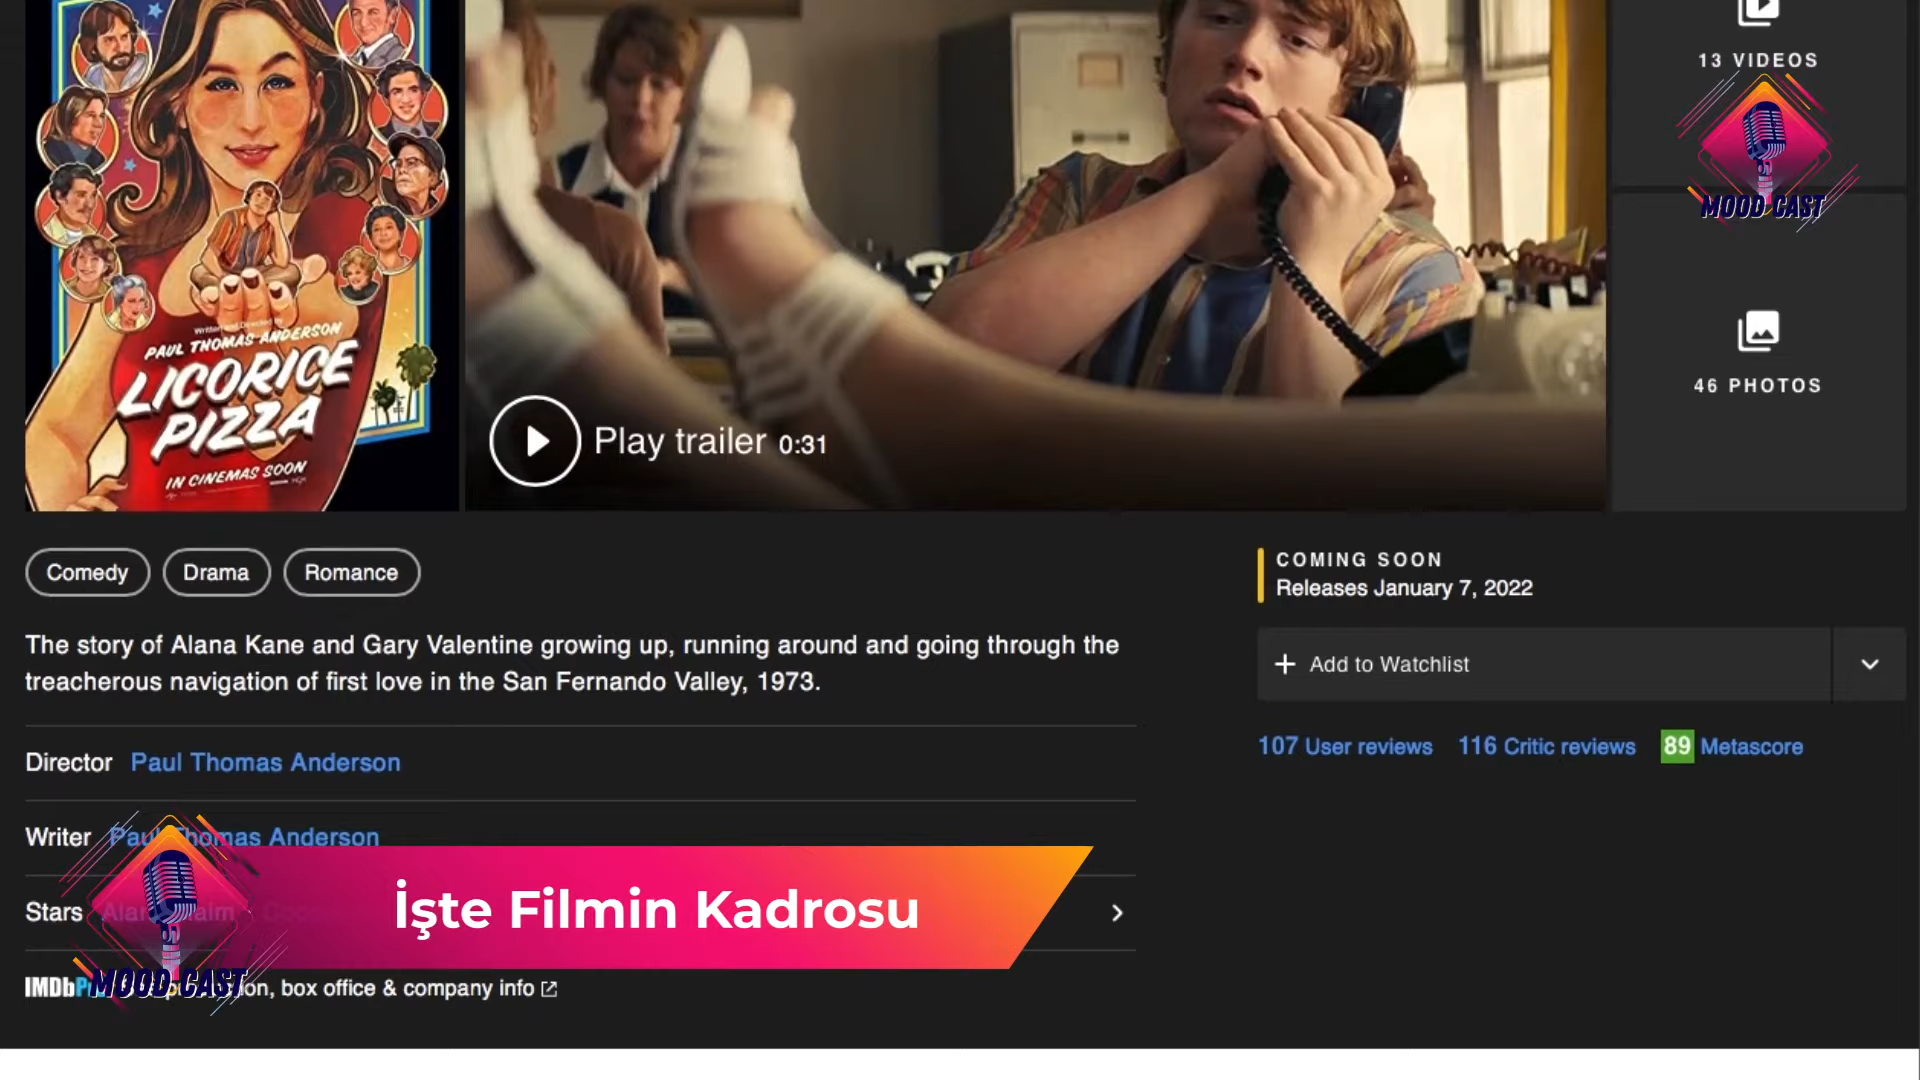 13 VIDEOS
MOOD CAST
Written and Directed by
PAUL THOMAS ANDERSON
LICORICE
PIZZA
IN CINEMAS SOON
Play trailer 0:31
46 PHOTOS
Comedy
Drama
Romance
COMING SOON
Releases January 7, 2022
The story of Alana Kane and Gary Valentine growing up, running around and going through the
treacherous navigation of first love in the San Fernando Valley, 1973.
+ Add to Watchlist
107 User reviews 116 Critic reviews 89 Metascore
Director Paul Thomas Anderson
Writer Paul Thomas Anderson
Stars
İşte Filmin Kadrosu
MOOD CAST
IMDb box office & company info